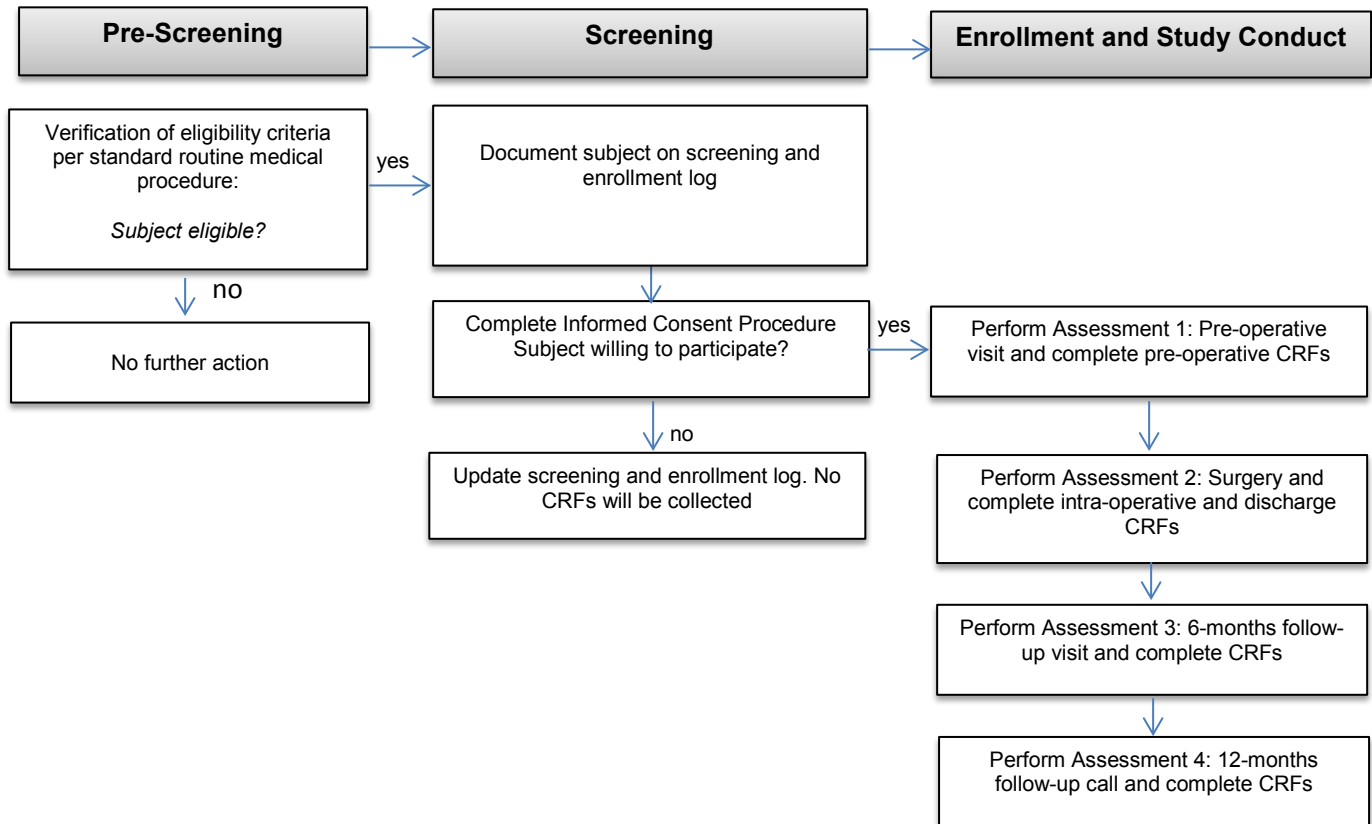 Pre-Screening
Screening
Enrollment and Study Conduct
Verification of eligibility criteria
per standard routine medical
procedure:
Subject eligible?
yes
Document subject on screening and
enrollment log
no
No further action
Complete Informed Consent Procedure
Subject willing to participate?
yes
Perform Assessment 1: Pre-operative
visit and complete pre-operative CRFs
no
Update screening and enrollment log. No
CRFs will be collected
Perform Assessment 2: Surgery and
complete intra-operative and discharge
CRFs
Perform Assessment 3: 6-months follow-
up visit and complete CRFs
Perform Assessment 4: 12-months
follow-up call and complete CRFs